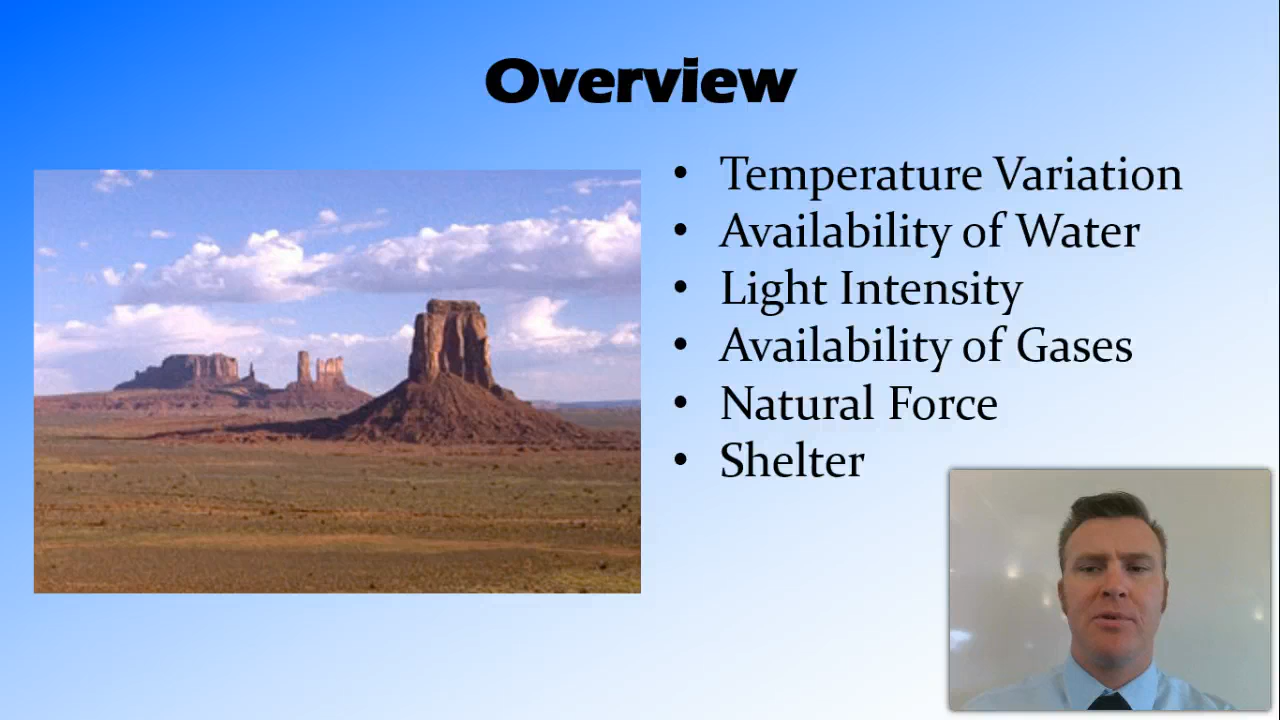 Overview
• Temperature Variation
• Availability of Water
• Light Intensity
• Availability of Gases
• Natural Force
• Shelter